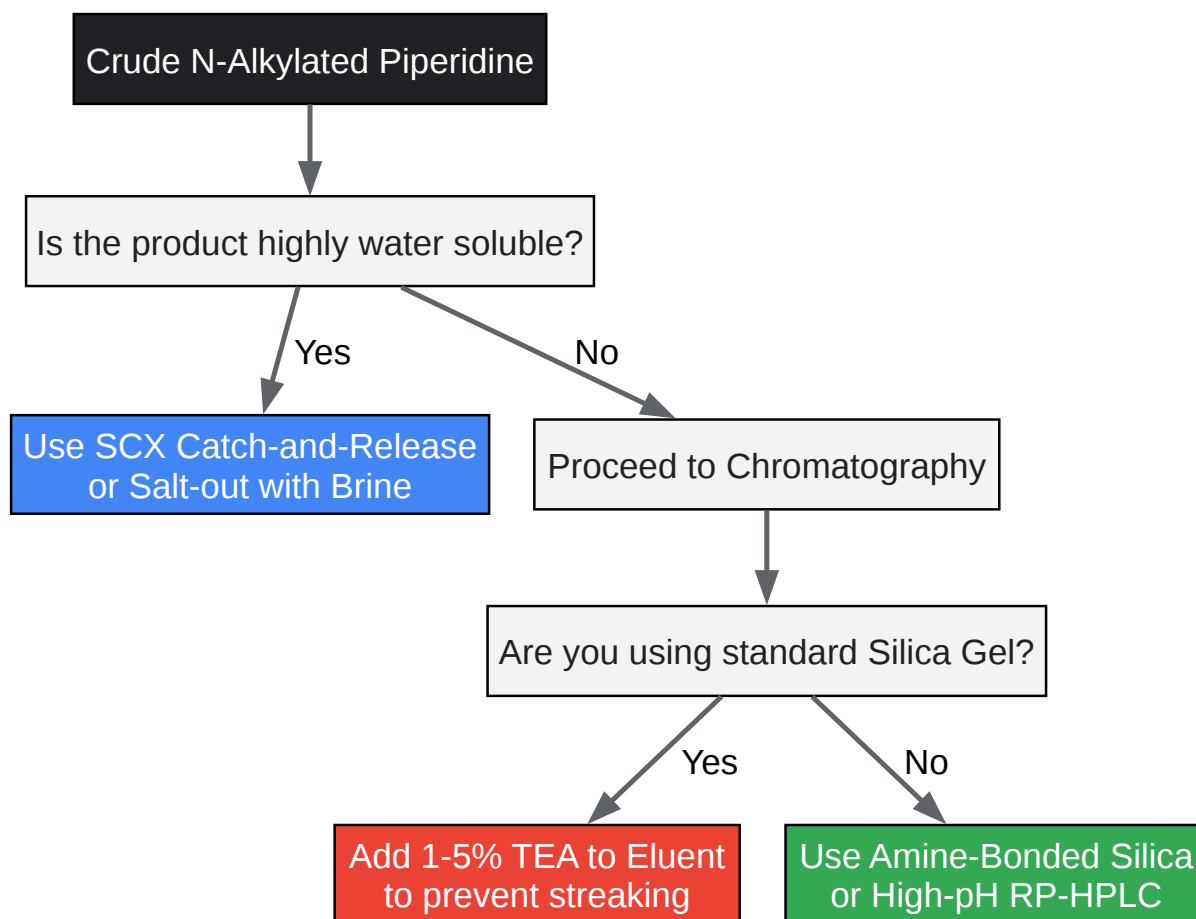 Crude N-Alkylated Piperidine
Is the product highly water soluble?
Yes
No
Use SCX Catch-and-Release
or Salt-out with Brine
Proceed to Chromatography
Are you using standard Silica Gel?
Yes
No
Add 1-5% TEA to Eluent
to prevent streaking
Use Amine-Bonded Silica
or High-pH RP-HPLC